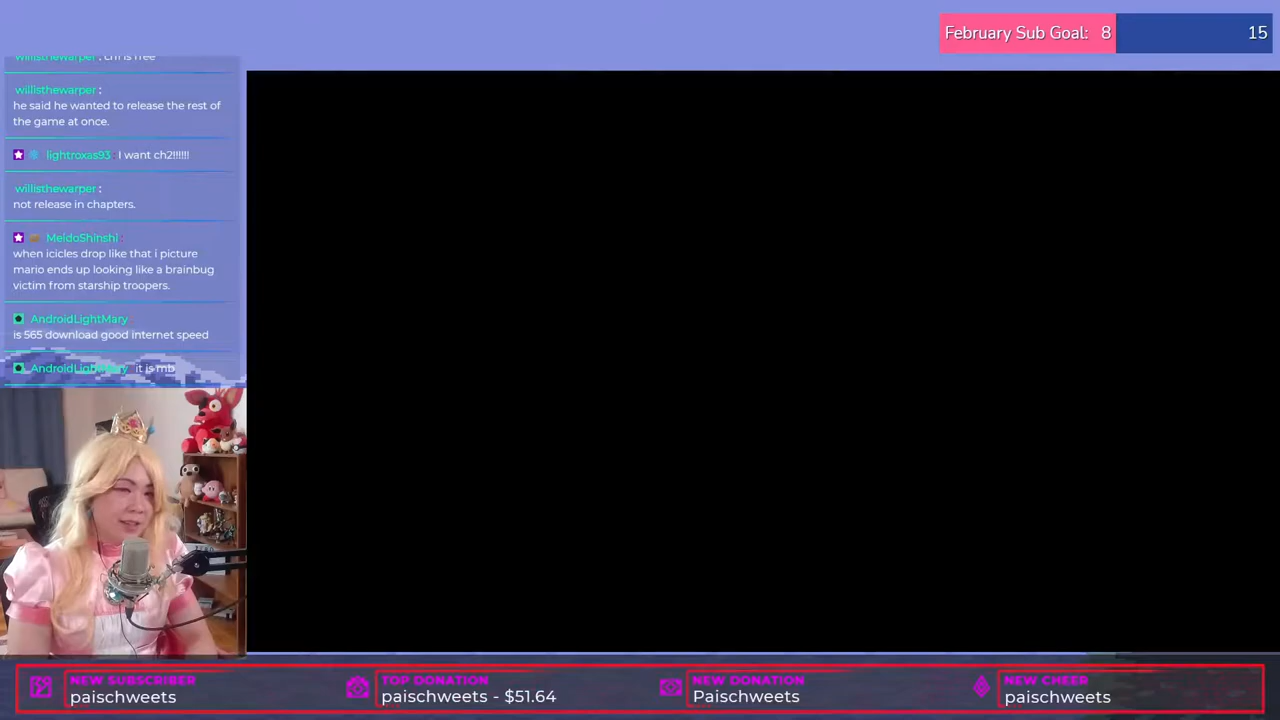 February Sub Goal: 8 15
willisthewarper :
he said he wanted to release the rest of
the game at once.
lightroxas93 : I want ch2!!!!!!
willisthewarper :
not release in chapters.
MeidoShinshi :
when icicles drop like that i picture
mario ends up looking like a brainbug
victim from starship troopers.
AndroidLightMary
is 565 download good internet speed
AndroidLightMary it is mb
NEW SUBSCRIBER
paischweets
TOP DONATION
paischweets - $51.64
NEW DONATION
Paischweets
NEW CHEER
paischweets